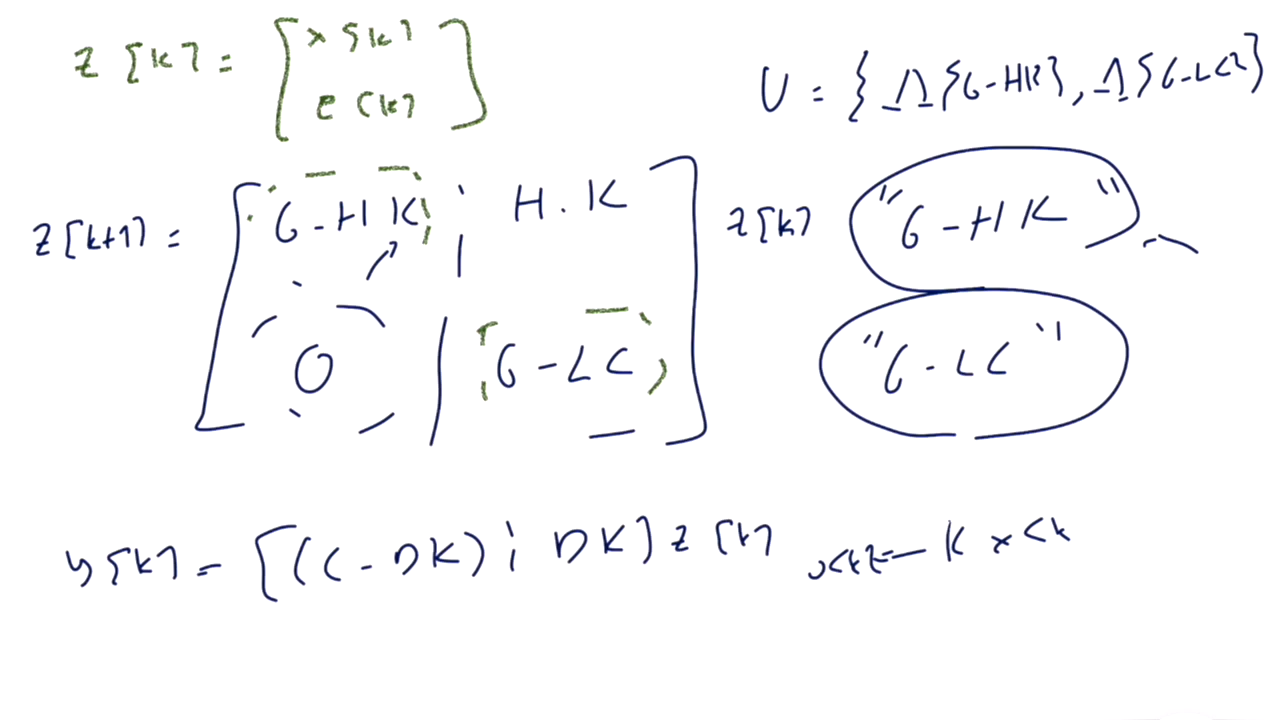 z[k] = [x[k] e[k]]
U = { Λ{G-HK}, Λ{G-LC} }
z[k+1] = [G-HK ¦ H.K
0 | G-LC] z[k]
"G-HK"
"G-LC"
y[k] = [(C-DK) ¦ DK] z[k]